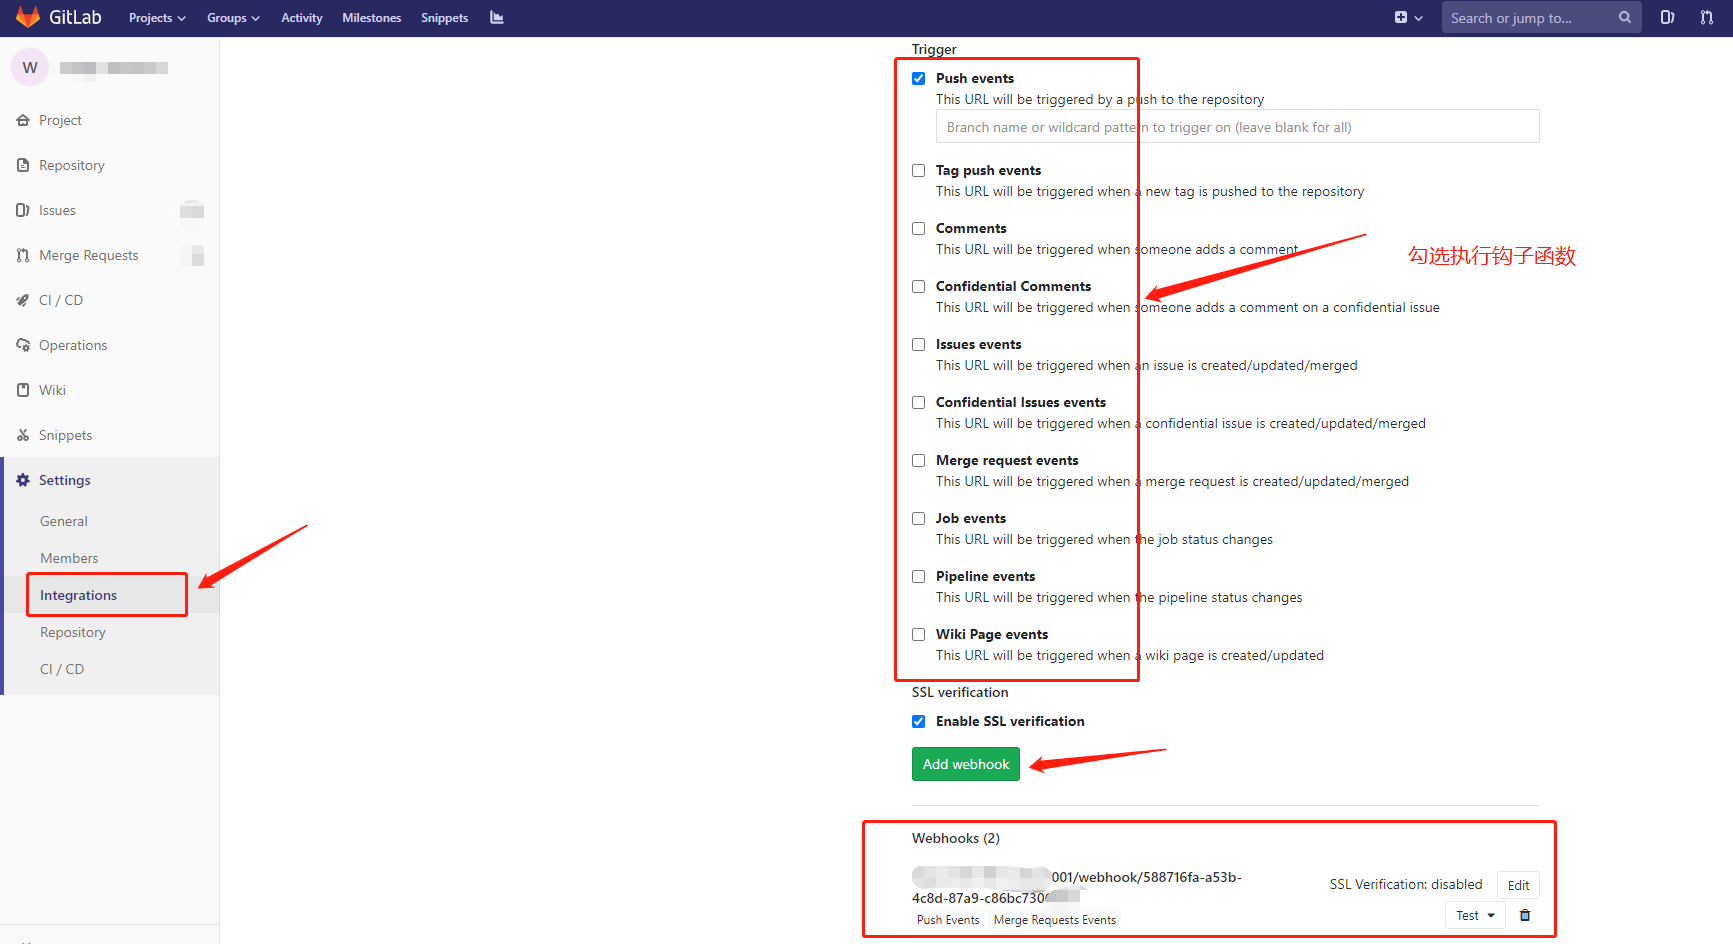 GitLab Projects Groups Activity Milestones Snippets Search or jump to...
W
Project
Repository
Issues
Merge Requests
CI / CD
Operations
Wiki
Snippets
Settings
General
Members
Integrations
Repository
CI / CD
Trigger
Push events
This URL will be triggered by a push to the repository
Branch name or wildcard pattern to trigger on (leave blank for all)
Tag push events
This URL will be triggered when a new tag is pushed to the repository
Comments
This URL will be triggered when someone adds a comment
勾选执行钩子函数
Confidential Comments
This URL will be triggered when someone adds a comment on a confidential issue
Issues events
This URL will be triggered when an issue is created/updated/merged
Confidential Issues events
This URL will be triggered when a confidential issue is created/updated/merged
Merge request events
This URL will be triggered when a merge request is created/updated/merged
Job events
This URL will be triggered when the job status changes
Pipeline events
This URL will be triggered when the pipeline status changes
Wiki Page events
This URL will be triggered when a wiki page is created/updated
SSL verification
Enable SSL verification
Add webhook
Webhooks (2)
001/webhook/588716fa-a53b-
4c8d-87a9-c86bc730
SSL Verification: disabled Edit
Push Events Merge Requests Events
Test